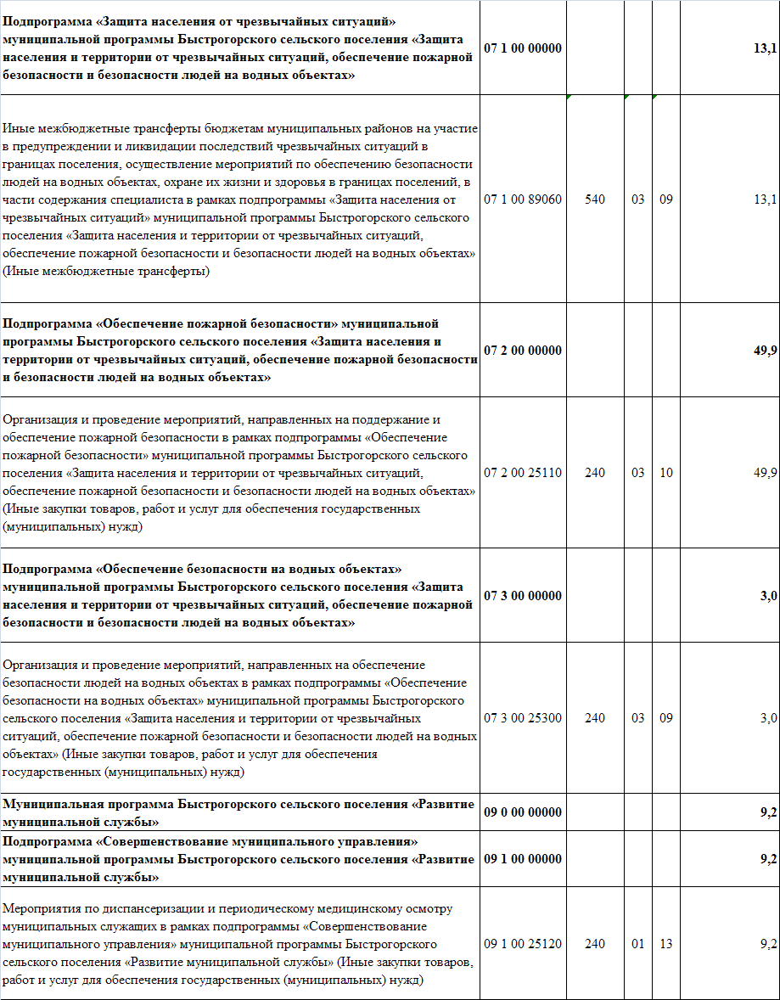 Подпрограмма «Защита населения от чрезвычайных ситуаций»
муниципальной программы Быстрогорского сельского поселения «Защита
населения и территории от чрезвычайных ситуаций, обеспечение пожарной
безопасности и безопасности людей на водных объектах»
07 1 00 00000 13,1
Иные межбюджетные трансферты бюджетам муниципальных районов на участие
в предупреждении и ликвидации последствий чрезвычайных ситуаций в
границах поселения, осуществление мероприятий по обеспечению безопасности
людей на водных объектах, охране их жизни и здоровья в границах поселений, в
части содержания специалиста в рамках подпрограммы «Защита населения от
чрезвычайных ситуаций» муниципальной программы Быстрогорского сельского
поселения «Защита населения и территории от чрезвычайных ситуаций,
обеспечение пожарной безопасности и безопасности людей на водных объектах»
(Иные межбюджетные трансферты)
07 1 00 89060 540 03 09 13,1
Подпрограмма «Обеспечение пожарной безопасности» муниципальной
программы Быстрогорского сельского поселения «Защита населения и
территории от чрезвычайных ситуаций, обеспечение пожарной безопасности
и безопасности людей на водных объектах»
07 2 00 00000 49,9
Организация и проведение мероприятий, направленных на поддержание и
обеспечение пожарной безопасности в рамках подпрограммы «Обеспечение
пожарной безопасности» муниципальной программы Быстрогорского сельского
поселения «Защита населения и территории от чрезвычайных ситуаций,
обеспечение пожарной безопасности и безопасности людей на водных объектах»
(Иные закупки товаров, работ и услуг для обеспечения государственных
(муниципальных) нужд)
07 2 00 25110 240 03 10 49,9
Подпрограмма «Обеспечение безопасности на водных объектах»
муниципальной программы Быстрогорского сельского поселения «Защита
населения и территории от чрезвычайных ситуаций, обеспечение пожарной
безопасности и безопасности людей на водных объектах»
07 3 00 00000 3,0
Организация и проведение мероприятий, направленных на обеспечение
безопасности людей на водных объектах в рамках подпрограммы «Обеспечение
безопасности на водных объектах» муниципальной программы Быстрогорского
сельского поселения «Защита населения и территории от чрезвычайных
ситуаций, обеспечение пожарной безопасности и безопасности людей на водных
объектах» (Иные закупки товаров, работ и услуг для обеспечения
государственных (муниципальных) нужд)
07 3 00 25300 240 03 09 3,0
Муниципальная программа Быстрогорского сельского поселения «Развитие
муниципальной службы»
09 0 00 00000 9,2
Подпрограмма «Совершенствование муниципального управления»
муниципальной программы Быстрогорского сельского поселения «Развитие
муниципальной службы»
09 1 00 00000 9,2
Мероприятия по диспансеризации и периодическому медицинскому осмотру
муниципальных служащих в рамках подпрограммы «Совершенствование
муниципального управления» муниципальной программы Быстрогорского
сельского поселения «Развитие муниципальной службы» (Иные закупки товаров,
работ и услуг для обеспечения государственных (муниципальных) нужд)
09 1 00 25120 240 01 13 9,2